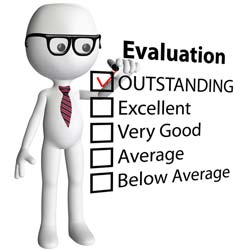 Evaluation
OUTSTANDING
Excellent
Very Good
Average
Below Average